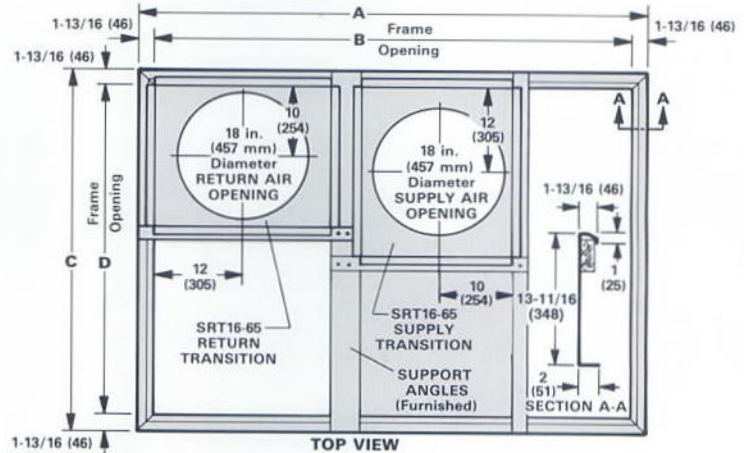 A
1-13/16 (46)
Frame
B
Opening
1-13/16 (46)
1-13/16 (46)
A
A
10
(254)
12
(305)
18 in.
(457 mm)
Diameter
RETURN AIR
OPENING
18 in.
(457 mm)
Diameter
SUPPLY AIR
OPENING
1-13/16 (46)
Frame
Opening
C
D
1
(25)
12
(305)
10
(254)
13-11/16
(348)
SRT16-65
RETURN
TRANSITION
SRT16-65
SUPPLY
TRANSITION
SUPPORT
ANGLES
(Furnished)
2
(51)
SECTION A-A
1-13/16 (46)
TOP VIEW